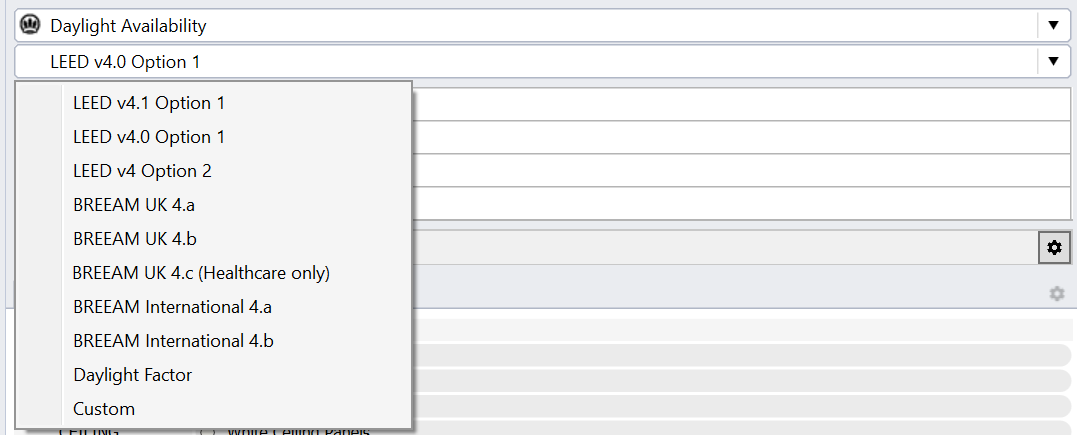 Daylight Availability
LEED v4.0 Option 1
LEED v4.1 Option 1
LEED v4.0 Option 1
LEED v4 Option 2
BREEAM UK 4.a
BREEAM UK 4.b
BREEAM UK 4.c (Healthcare only)
BREEAM International 4.a
BREEAM International 4.b
Daylight Factor
Custom
CEILING White Ceiling Panels